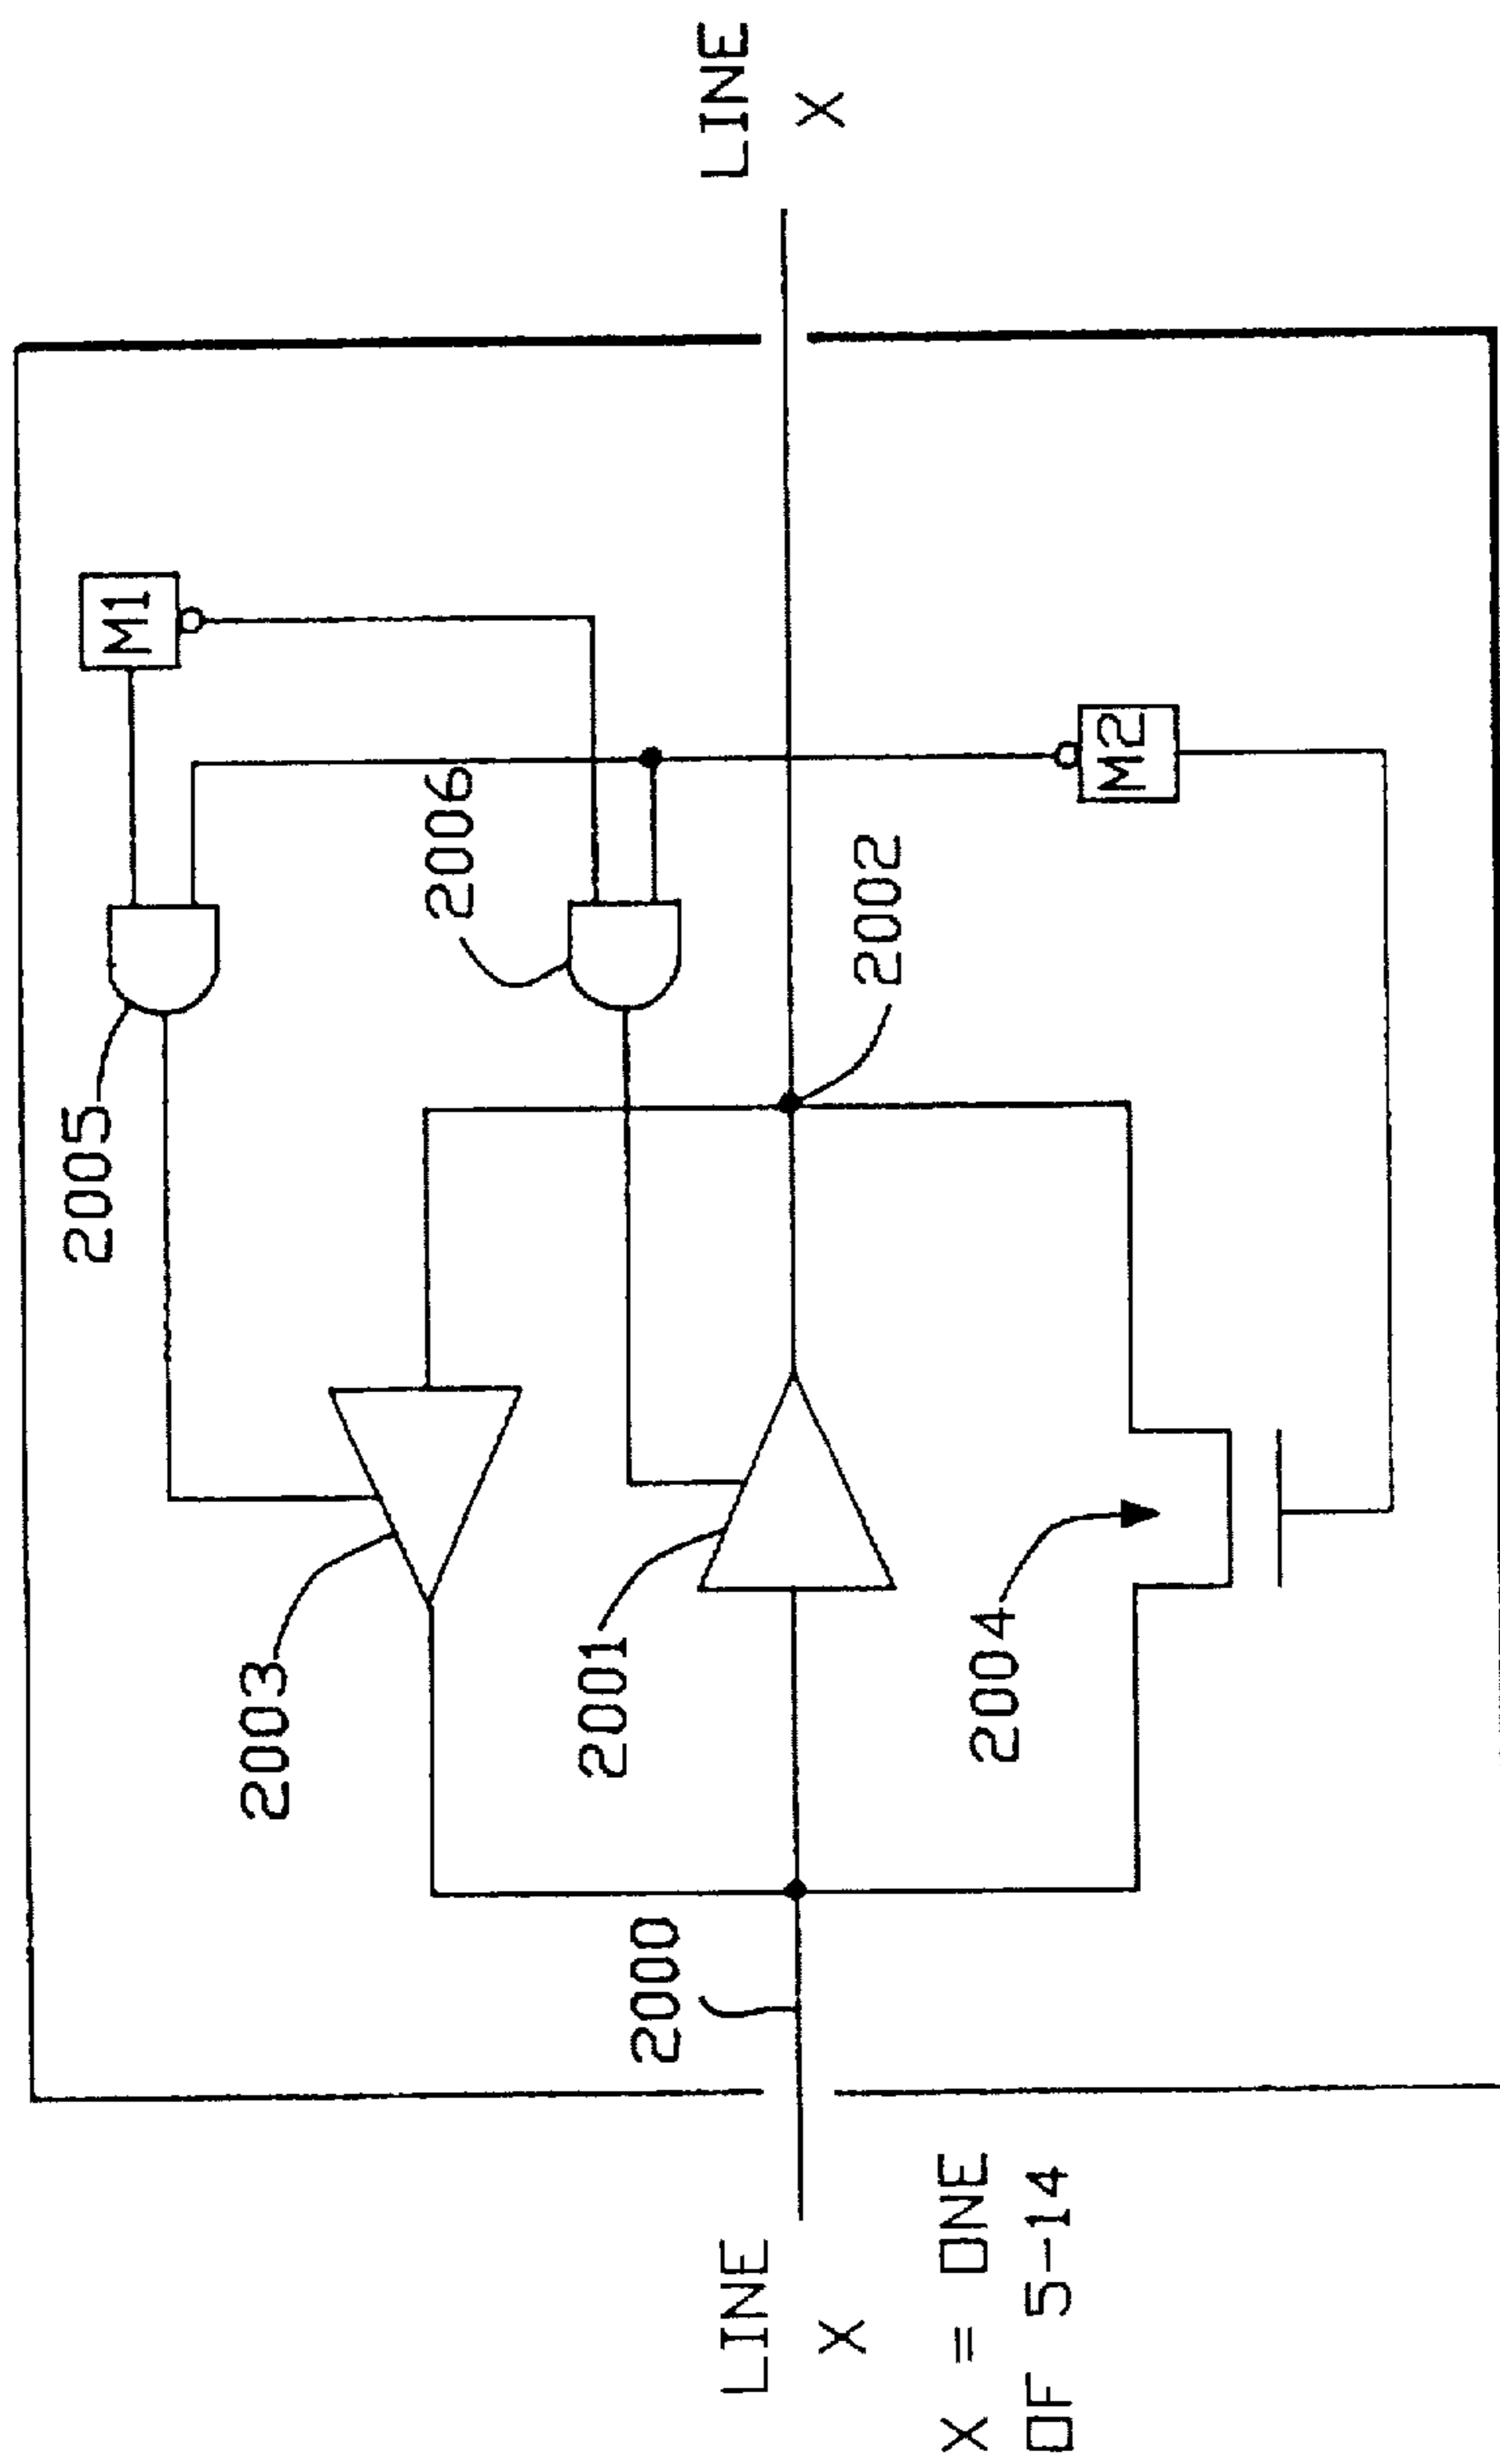 2005
M1
2003
2006
2001
2000
LINE
X
LINE
X
2002
2004
M2
X = ONE
OF 5-14